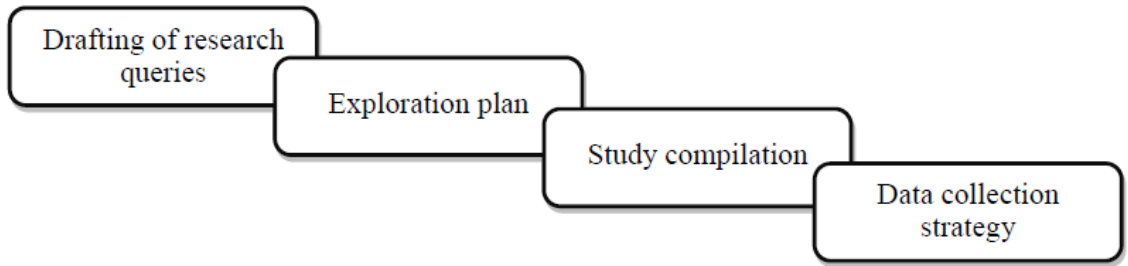 Drafting of research
queries
Exploration plan
Study compilation
Data collection
strategy